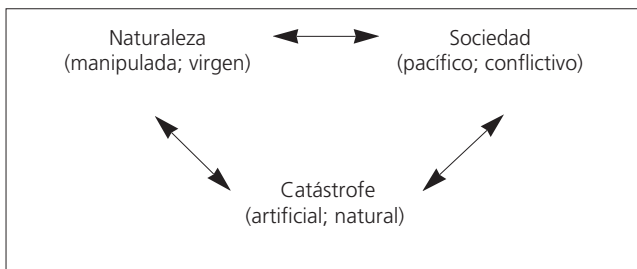 Naturaleza
(manipulada; virgen)
Sociedad
(pacífico; conflictivo)
Catástrofe
(artificial; natural)